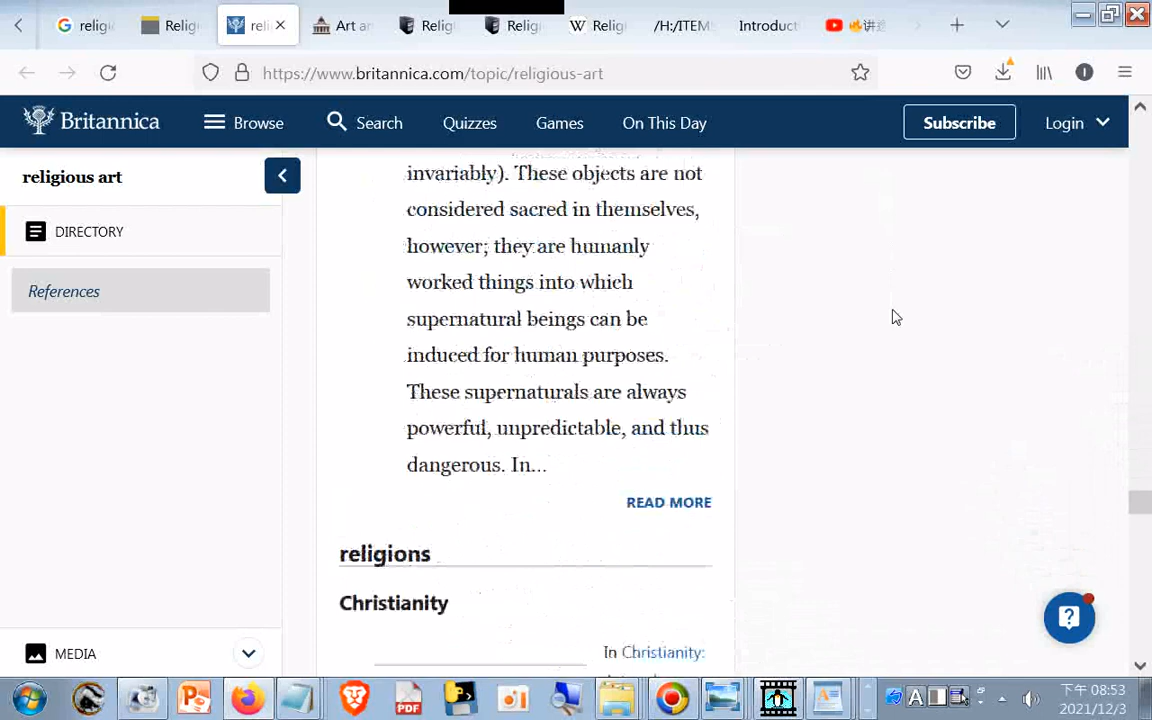 religi
Religi
reli
Art an
Religi
Religi
W Religi
/H:/ITEM
Introduct
https://www.britannica.com/topic/religious-art
Britannica
Browse
Search
Quizzes
Games
On This Day
Subscribe
Login
religious art
DIRECTORY
References
MEDIA
invariably). These objects are not
considered sacred in themselves,
however; they are humanly
worked things into which
supernatural beings can be
induced for human purposes.
These supernaturals are always
powerful, unpredictable, and thus
dangerous. In...
READ MORE
religions
Christianity
In Christianity:
PDF
A
下午 08:53
2021/12/3